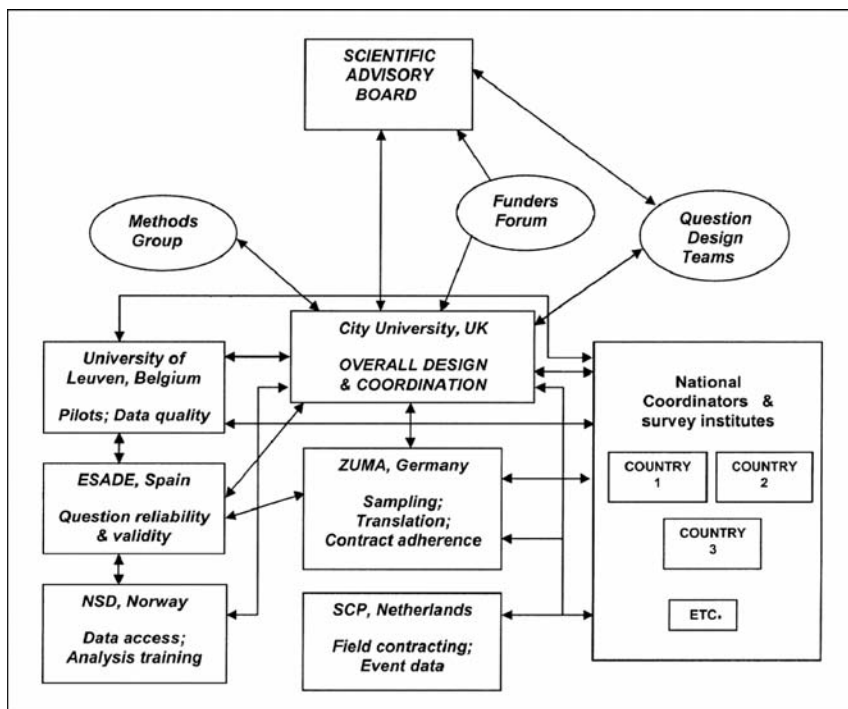 SCIENTIFIC
ADVISORY
BOARD
Methods
Group
Funders
Forum
Question
Design
Teams
City University, UK
OVERALL DESIGN
& COORDINATION
University of
Leuven, Belgium
Pilots; Data quality
National
Coordinators &
survey institutes
COUNTRY
1
COUNTRY
2
COUNTRY
3
ETC.
ESADE, Spain
Question reliability
& validity
ZUMA, Germany
Sampling;
Translation;
Contract adherence
NSD, Norway
Data access;
Analysis training
SCP, Netherlands
Field contracting;
Event data